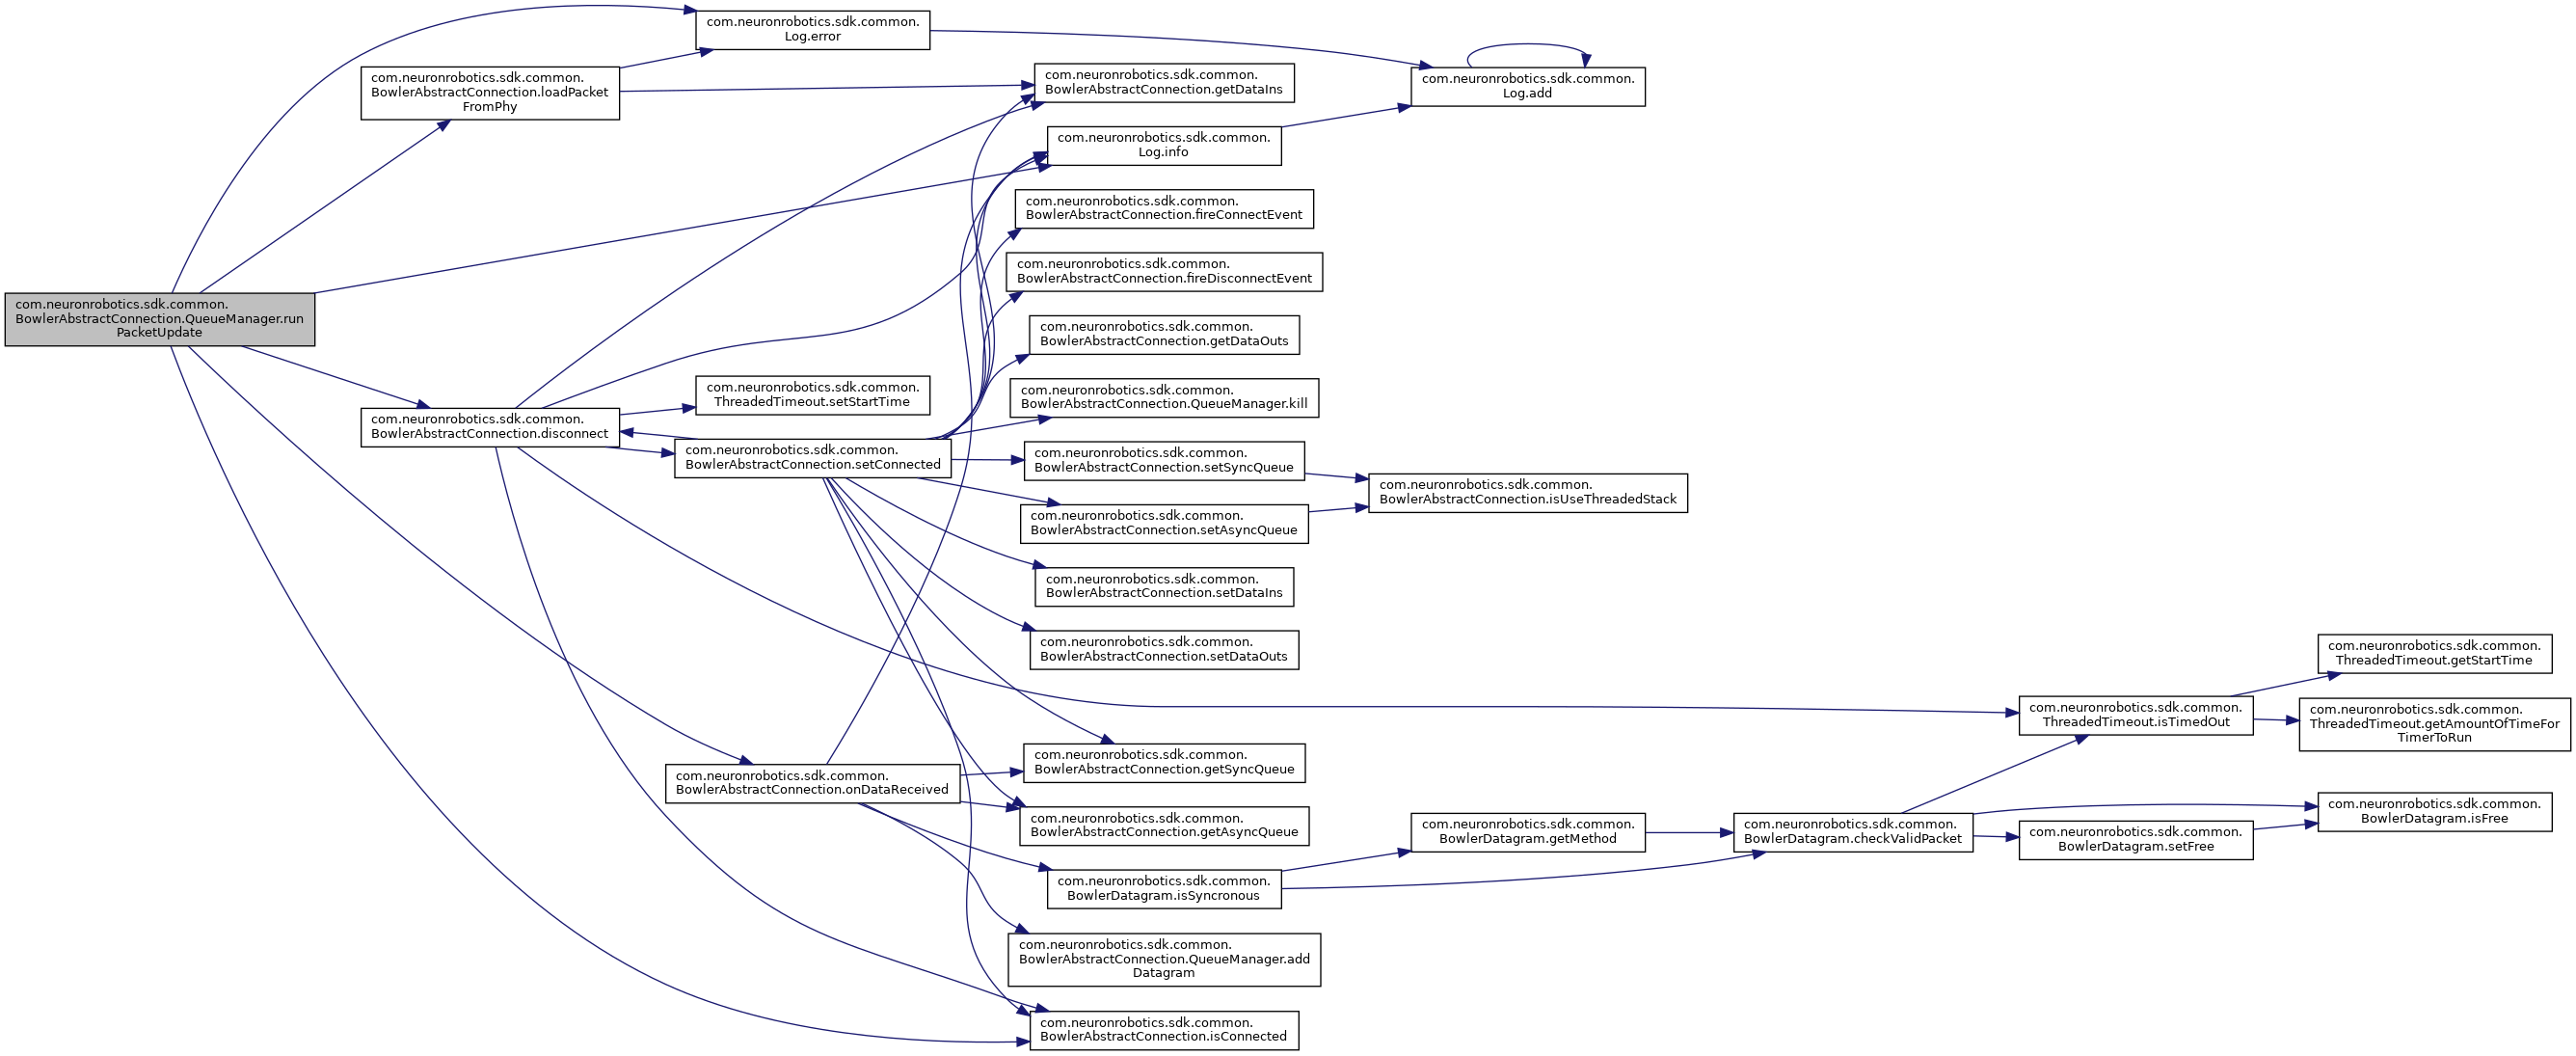 com.neuronrobotics.sdk.common.
BowlerAbstractConnection.QueueManager.run
PacketUpdate
com.neuronrobotics.sdk.common.
BowlerAbstractConnection.loadPacket
FromPhy
com.neuronrobotics.sdk.common.
BowlerAbstractConnection.disconnect
com.neuronrobotics.sdk.common.
Log.error
com.neuronrobotics.sdk.common.
ThreadedTimeout.setStartTime
com.neuronrobotics.sdk.common.
BowlerAbstractConnection.setConnected
com.neuronrobotics.sdk.common.
BowlerAbstractConnection.onDataReceived
com.neuronrobotics.sdk.common.
BowlerAbstractConnection.getDataIns
com.neuronrobotics.sdk.common.
Log.info
com.neuronrobotics.sdk.common.
BowlerAbstractConnection.fireConnectEvent
com.neuronrobotics.sdk.common.
BowlerAbstractConnection.fireDisconnectEvent
com.neuronrobotics.sdk.common.
BowlerAbstractConnection.getDataOuts
com.neuronrobotics.sdk.common.
BowlerAbstractConnection.QueueManager.kill
com.neuronrobotics.sdk.common.
BowlerAbstractConnection.setSyncQueue
com.neuronrobotics.sdk.common.
BowlerAbstractConnection.setAsyncQueue
com.neuronrobotics.sdk.common.
BowlerAbstractConnection.setDataIns
com.neuronrobotics.sdk.common.
BowlerAbstractConnection.setDataOuts
com.neuronrobotics.sdk.common.
BowlerAbstractConnection.getSyncQueue
com.neuronrobotics.sdk.common.
BowlerAbstractConnection.getAsyncQueue
com.neuronrobotics.sdk.common.
BowlerDatagram.isSyncronous
com.neuronrobotics.sdk.common.
BowlerAbstractConnection.QueueManager.add
Datagram
com.neuronrobotics.sdk.common.
BowlerAbstractConnection.isConnected
com.neuronrobotics.sdk.common.
Log.add
com.neuronrobotics.sdk.common.
BowlerAbstractConnection.isUseThreadedStack
com.neuronrobotics.sdk.common.
BowlerDatagram.getMethod
com.neuronrobotics.sdk.common.
BowlerDatagram.checkValidPacket
com.neuronrobotics.sdk.common.
ThreadedTimeout.isTimedOut
com.neuronrobotics.sdk.common.
BowlerDatagram.setFree
com.neuronrobotics.sdk.common.
ThreadedTimeout.getStartTime
com.neuronrobotics.sdk.common.
ThreadedTimeout.getAmountOfTimeFor
TimerToRun
com.neuronrobotics.sdk.common.
BowlerDatagram.isFree